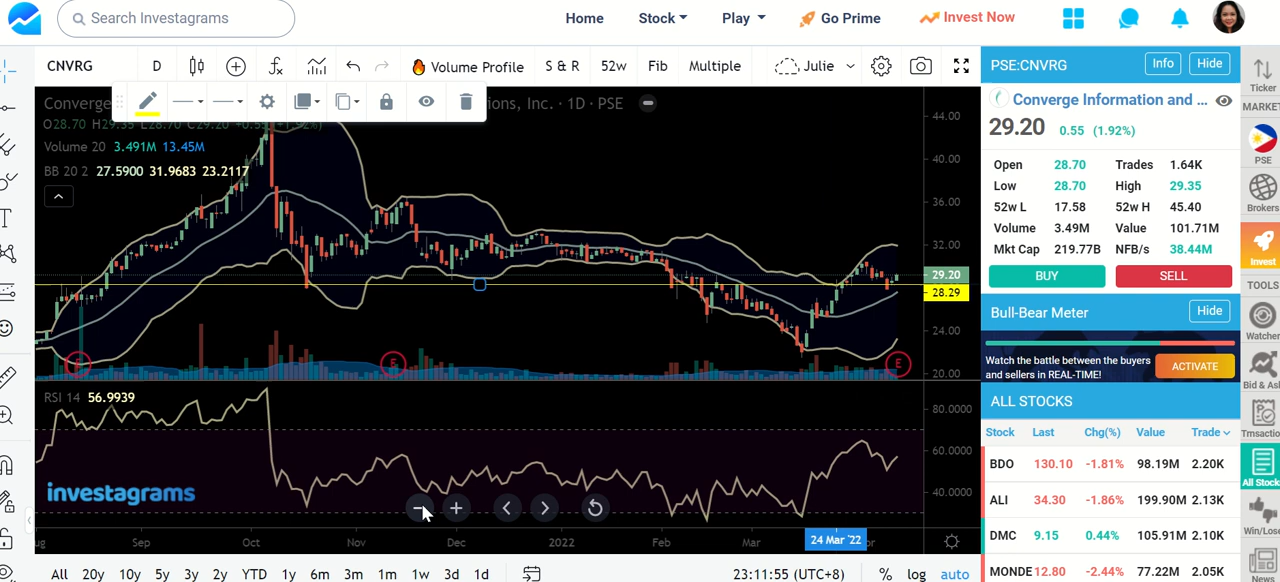 Search Investagrams
Home Stock Play Go Prime Invest Now
CNVRG D Volume Profile S & R 52w Fib Multiple Julie
Converge ions, Inc. · 1D · PSE
O28.70 H29.35 L28.70 C29.20 +0.55 (+1.92%)
Volume 20 3.491M 13.45M
BB 20 2 27.5900 31.9683 23.2117
44.00
40.00
36.00
32.00
29.20
28.29
24.00
20.00
E E E
RSI 14 56.9939
80.0000
60.0000
40.0000
investagrams
ug Sep Oct Nov Dec 2022 Feb Mar 24 Mar '22 pr
All 20y 10y 5y 3y 2y YTD 1y 6m 3m 1m 1w 3d 1d 23:11:55 (UTC+8) % log auto
PSE:CNVRG Info Hide
Converge Information and ...
29.20 0.55 (1.92%)
Open 28.70 Trades 1.64K
Low 28.70 High 29.35
52w L 17.58 52w H 45.40
Volume 3.49M Value 101.71M
Mkt Cap 219.77B NFB/s 38.44M
BUY SELL
Bull-Bear Meter Hide
Watch the battle between the buyers
and sellers in REAL-TIME!
ACTIVATE
ALL STOCKS
Stock Last Chg(%) Value Trade
BDO 130.10 -1.81% 98.19M 2.20K
ALI 34.30 -1.86% 199.90M 2.13K
DMC 9.15 0.44% 105.91M 2.10K
MONDE 12.80 -2.44% 77.22M 2.05K
Ticker
MARKET
PSE
Brokers
Invest
TOOLS
Watcher
Bid & Ask
Trnsactio
All Stock
Win/Lose
News